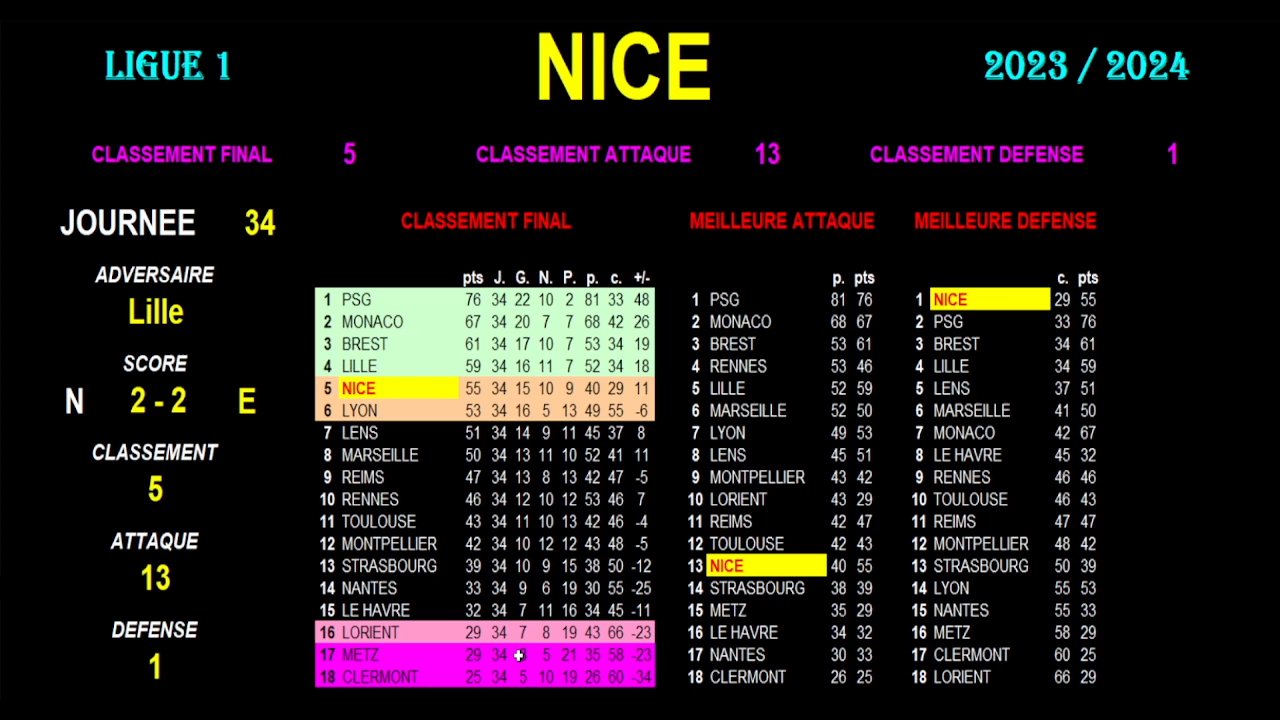 LIGUE 1 NICE 2023 / 2024
CLASSEMENT FINAL 5 CLASSEMENT ATTAQUE 13 CLASSEMENT DEFENSE 1
JOURNEE 34
ADVERSAIRE
Lille
SCORE
N 2 - 2 E
CLASSEMENT
5
ATTAQUE
13
DEFENSE
1
CLASSEMENT FINAL
pts J. G. N. P. p. c. +/-
1 PSG 76 34 22 10 2 81 33 48
2 MONACO 67 34 20 7 7 68 42 26
3 BREST 61 34 17 10 7 53 34 19
4 LILLE 59 34 16 11 7 52 34 18
5 NICE 55 34 15 10 9 40 29 11
6 LYON 53 34 16 5 13 49 55 -6
7 LENS 51 34 14 9 11 45 37 8
8 MARSEILLE 50 34 13 11 10 52 41 11
9 REIMS 47 34 13 8 13 42 47 -5
10 RENNES 46 34 12 10 12 53 46 7
11 TOULOUSE 43 34 11 10 13 42 46 -4
12 MONTPELLIER 42 34 10 12 12 43 48 -5
13 STRASBOURG 39 34 10 9 15 38 50 -12
14 NANTES 33 34 9 6 19 30 55 -25
15 LE HAVRE 32 34 7 11 16 34 45 -11
16 LORIENT 29 34 7 8 19 43 66 -23
17 METZ 29 34 5 21 35 58 -23
18 CLERMONT 25 34 5 10 19 26 60 -34
MEILLEURE ATTAQUE
p. pts
1 PSG 81 76
2 MONACO 68 67
3 BREST 53 61
4 RENNES 53 46
5 LILLE 52 59
6 MARSEILLE 52 50
7 LYON 49 53
8 LENS 45 51
9 MONTPELLIER 43 42
10 LORIENT 43 29
11 REIMS 42 47
12 TOULOUSE 42 43
13 NICE 40 55
14 STRASBOURG 38 39
15 METZ 35 29
16 LE HAVRE 34 32
17 NANTES 30 33
18 CLERMONT 26 25
MEILLEURE DEFENSE
c. pts
1 NICE 29 55
2 PSG 33 76
3 BREST 34 61
4 LILLE 34 59
5 LENS 37 51
6 MARSEILLE 41 50
7 MONACO 42 67
8 LE HAVRE 45 32
9 RENNES 46 46
10 TOULOUSE 46 43
11 REIMS 47 47
12 MONTPELLIER 48 42
13 STRASBOURG 50 39
14 LYON 55 53
15 NANTES 55 33
16 METZ 58 29
17 CLERMONT 60 25
18 LORIENT 66 29